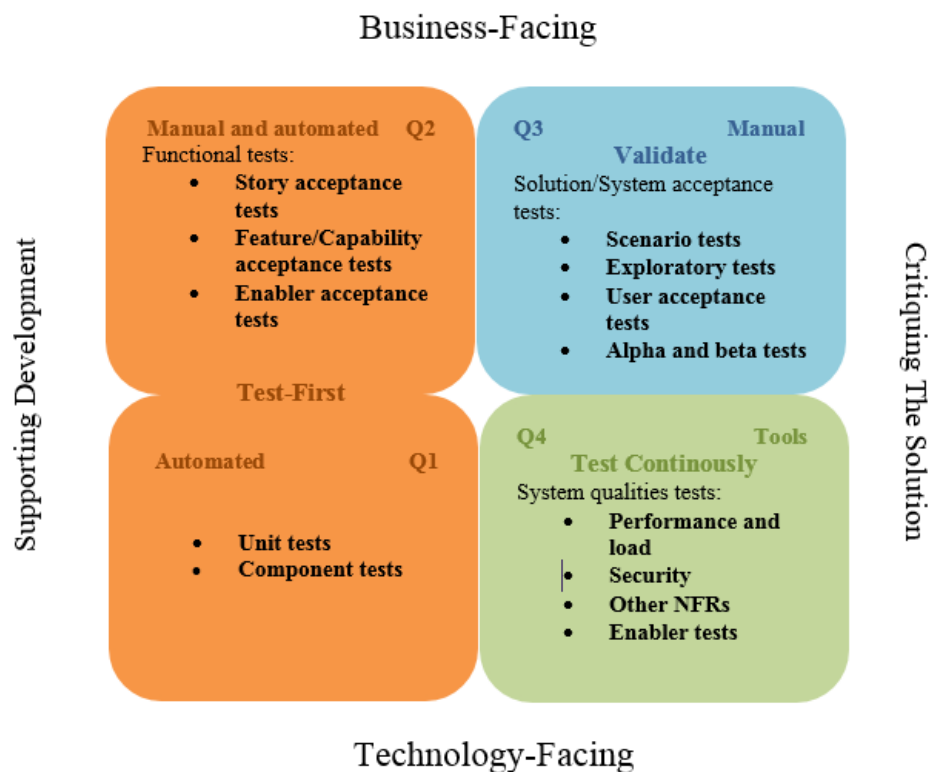 Business-Facing
Manual and automated Q2
Functional tests:
• Story acceptance
tests
• Feature/Capability
acceptance tests
• Enabler acceptance
tests
Q3 Manual
Validate
Solution/System acceptance
tests:
• Scenario tests
• Exploratory tests
• User acceptance
tests
• Alpha and beta tests
Supporting Development
Critiquing The Solution
Test-First
Automated Q1
• Unit tests
• Component tests
Q4 Tools
Test Continously
System qualities tests:
• Performance and
load
• Security
• Other NFRs
• Enabler tests
Technology-Facing